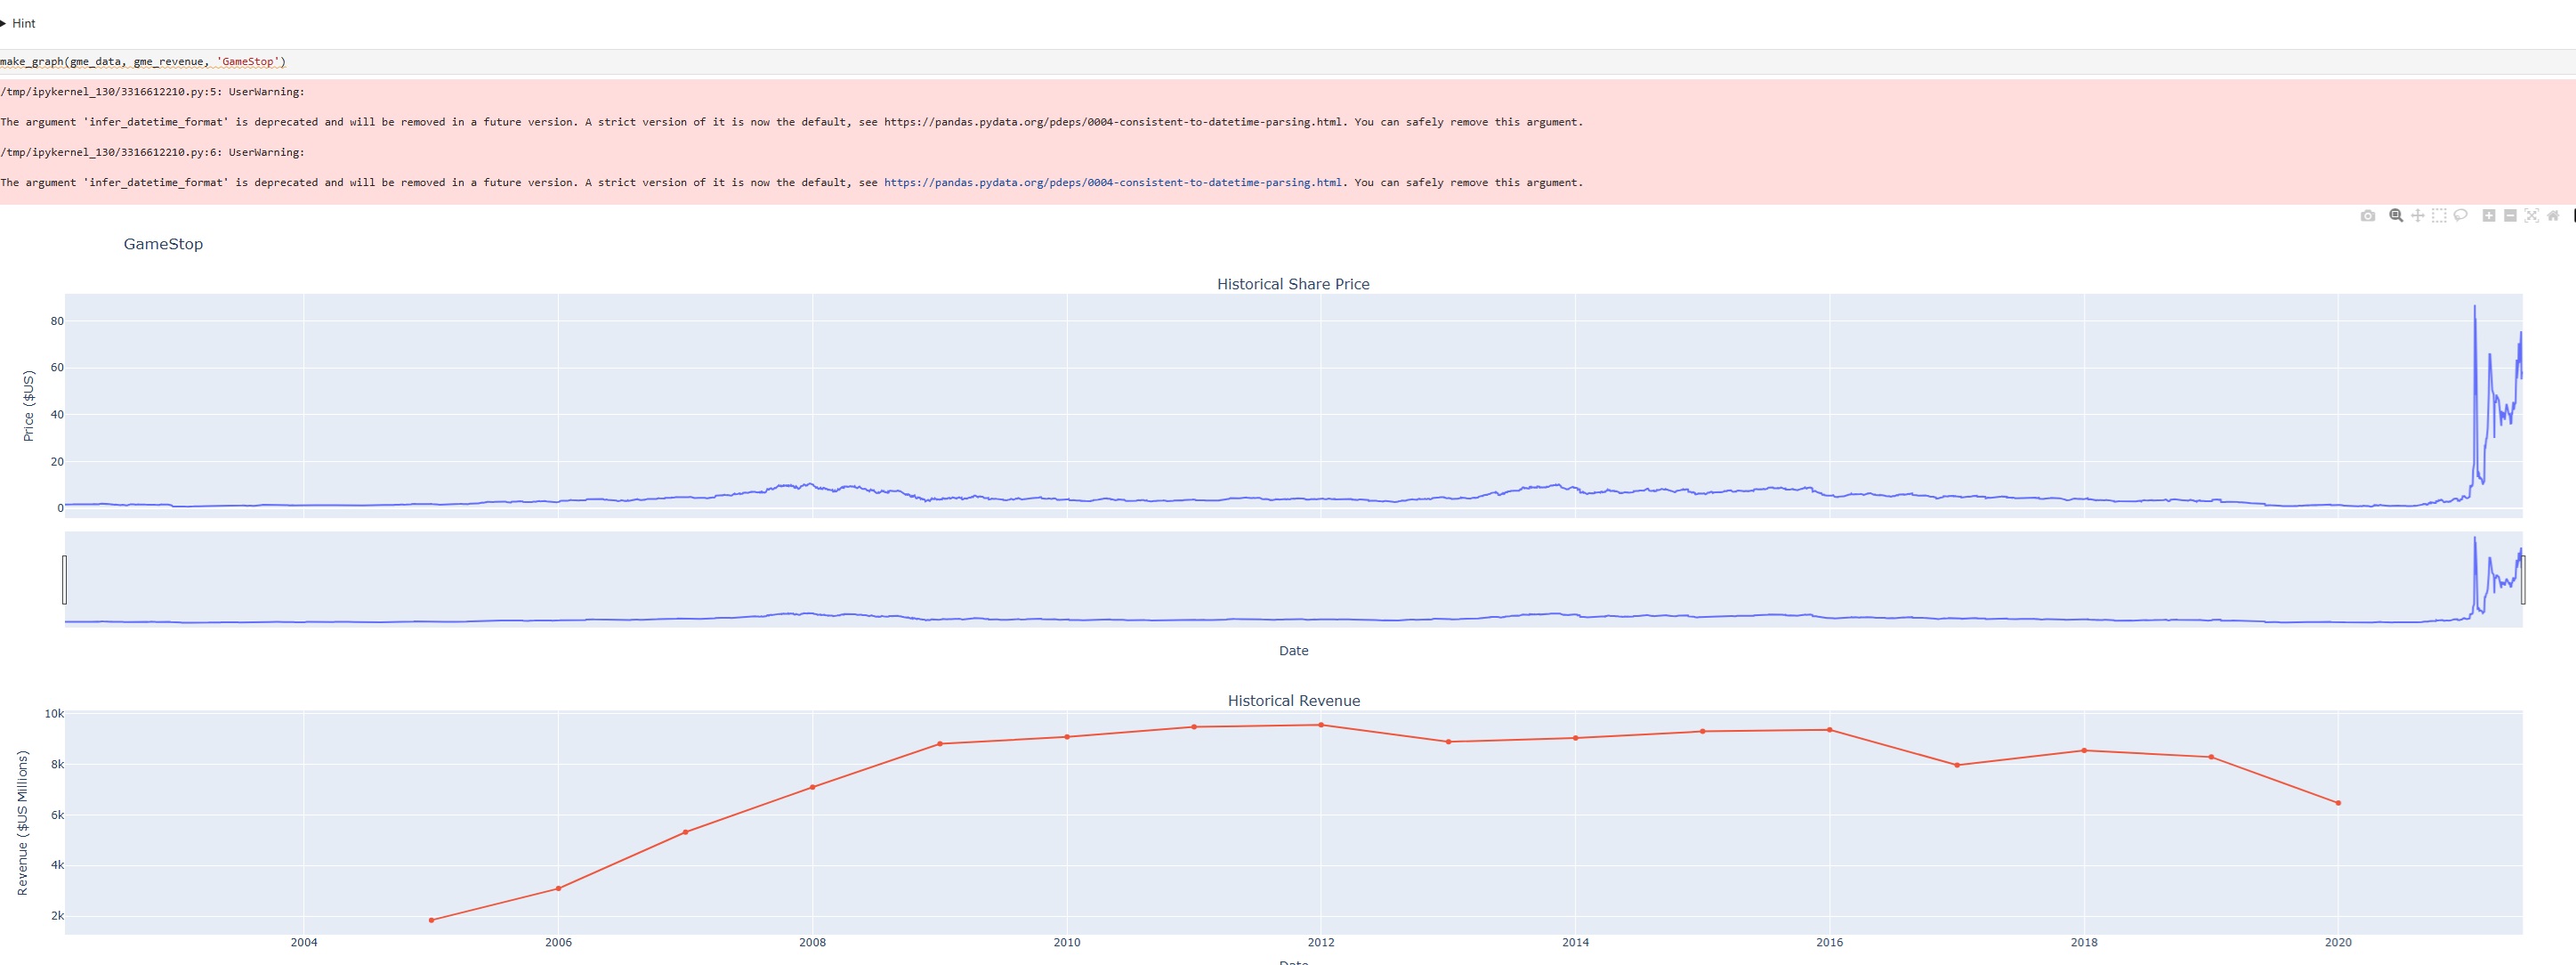 Hint
make_graph(gme_data, gme_revenue, 'GameStop')
/tmp/ipykernel_130/3316612210.py:5: UserWarning:
The argument 'infer_datetime_format' is deprecated and will be removed in a future version. A strict version of it is now the default, see https://pandas.pydata.org/pdeps/0004-consistent-to-datetime-parsing.html. You can safely remove this argument.
/tmp/ipykernel_130/3316612210.py:6: UserWarning:
The argument 'infer_datetime_format' is deprecated and will be removed in a future version. A strict version of it is now the default, see https://pandas.pydata.org/pdeps/0004-consistent-to-datetime-parsing.html. You can safely remove this argument.
GameStop
Historical Share Price
Price ($US)
80
60
40
20
0
Date
Historical Revenue
Revenue ($US Millions)
10k
8k
6k
4k
2k
2004 2006 2008 2010 2012 2014 2016 2018 2020
Date